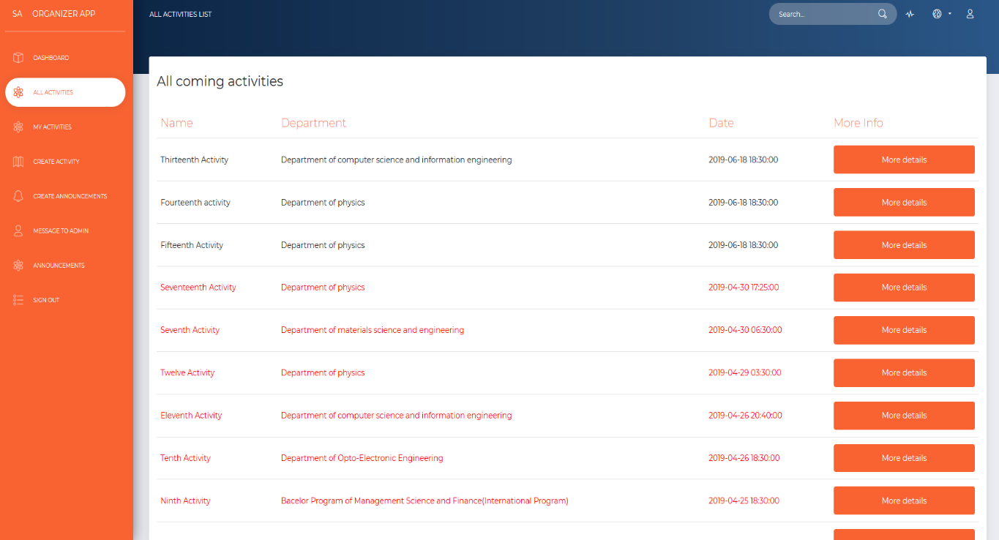 SA ORGANIZER APP
ALL ACTIVITIES LIST
Search...
DASHBOARD
ALL ACTIVITIES
MY ACTIVITIES
CREATE ACTIVITY
CREATE ANNOUNCEMENTS
MESSAGE TO ADMIN
ANNOUNCEMENTS
SIGN OUT
All coming activities
Name Department Date More Info
Thirteenth Activity Department of computer science and information engineering 2019-06-18 18:30:00 More details
Fourteenth activity Department of physics 2019-06-18 18:30:00 More details
Fifteenth Activity Department of physics 2019-06-18 18:30:00 More details
Seventeenth Activity Department of physics 2019-04-30 17:25:00 More details
Seventh Activity Department of materials science and engineering 2019-04-30 06:30:00 More details
Twelve Activity Department of physics 2019-04-29 03:30:00 More details
Eleventh Activity Department of computer science and information engineering 2019-04-26 20:40:00 More details
Tenth Activity Department of Opto-Electronic Engineering 2019-04-26 18:30:00 More details
Ninth Activity Bacelor Program of Management Science and Finance(International Program) 2019-04-25 18:30:00 More details